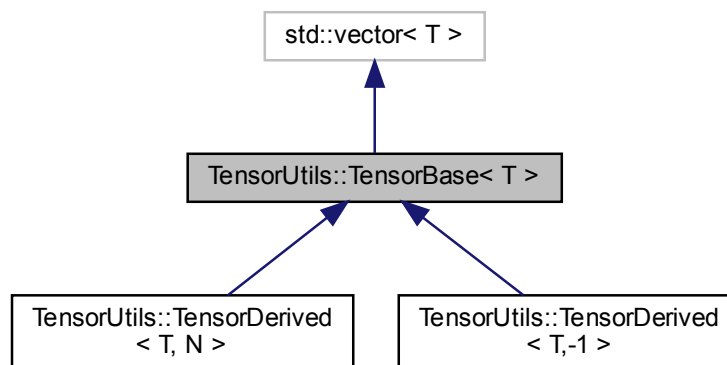 std::vector< T >
TensorUtils::TensorBase< T >
TensorUtils::TensorDerived
< T, N >
TensorUtils::TensorDerived
< T,-1 >